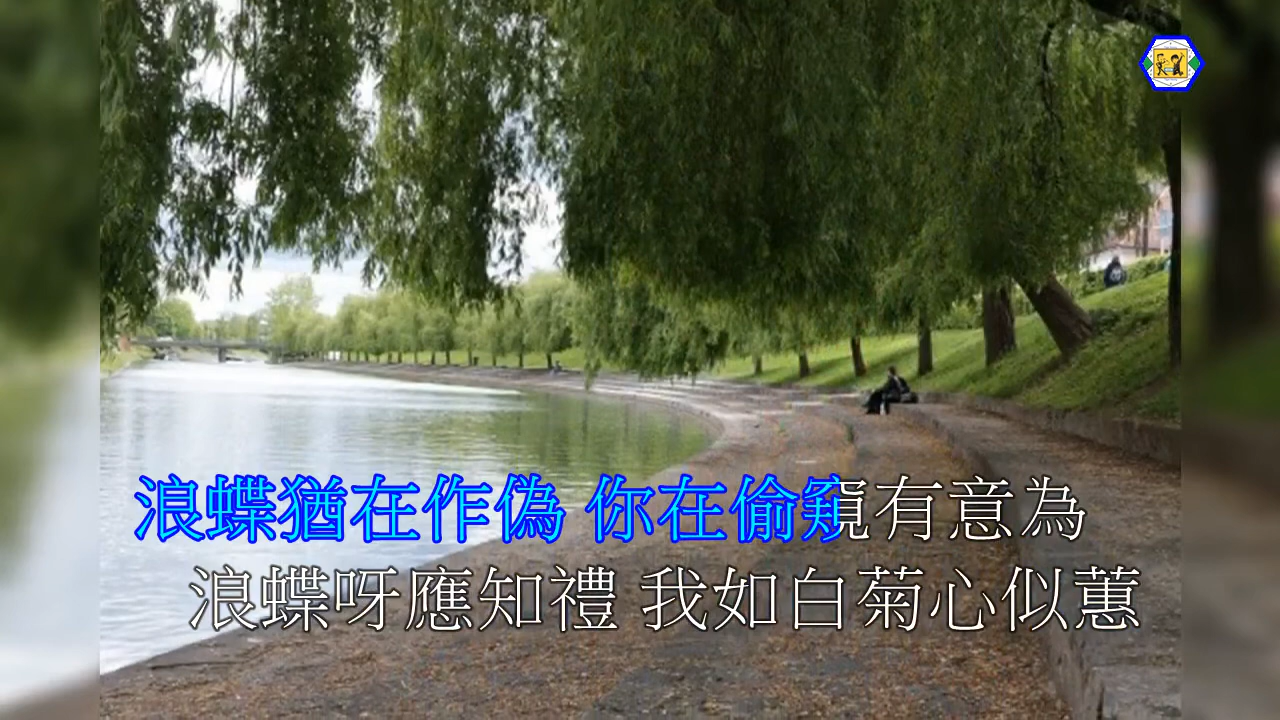 浪蝶猶在作偽 你在偷窺有意為
浪蝶呀應知禮 我如白菊心似蕙